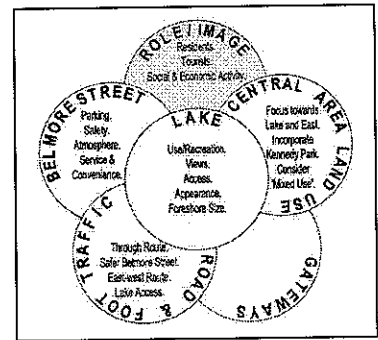 ROLE/IMAGE
Residents.
Tourists.
Social & Economic Activity.
BELMORE STREET
Parking.
Safety.
Atmosphere.
Service &
Convenience.
LAKE
Use/Recreation.
Views.
Access.
Appearance.
Foreshore Size.
CENTRAL AREA LAND USE
Focus towards
Lake and East.
Incorporate
Kennedy Park.
Consider
'Mixed Use'.
ROAD & FOOT TRAFFIC
Through Route.
Safer Belmore Street.
East-west Route.
Lake Access.
GATEWAYS